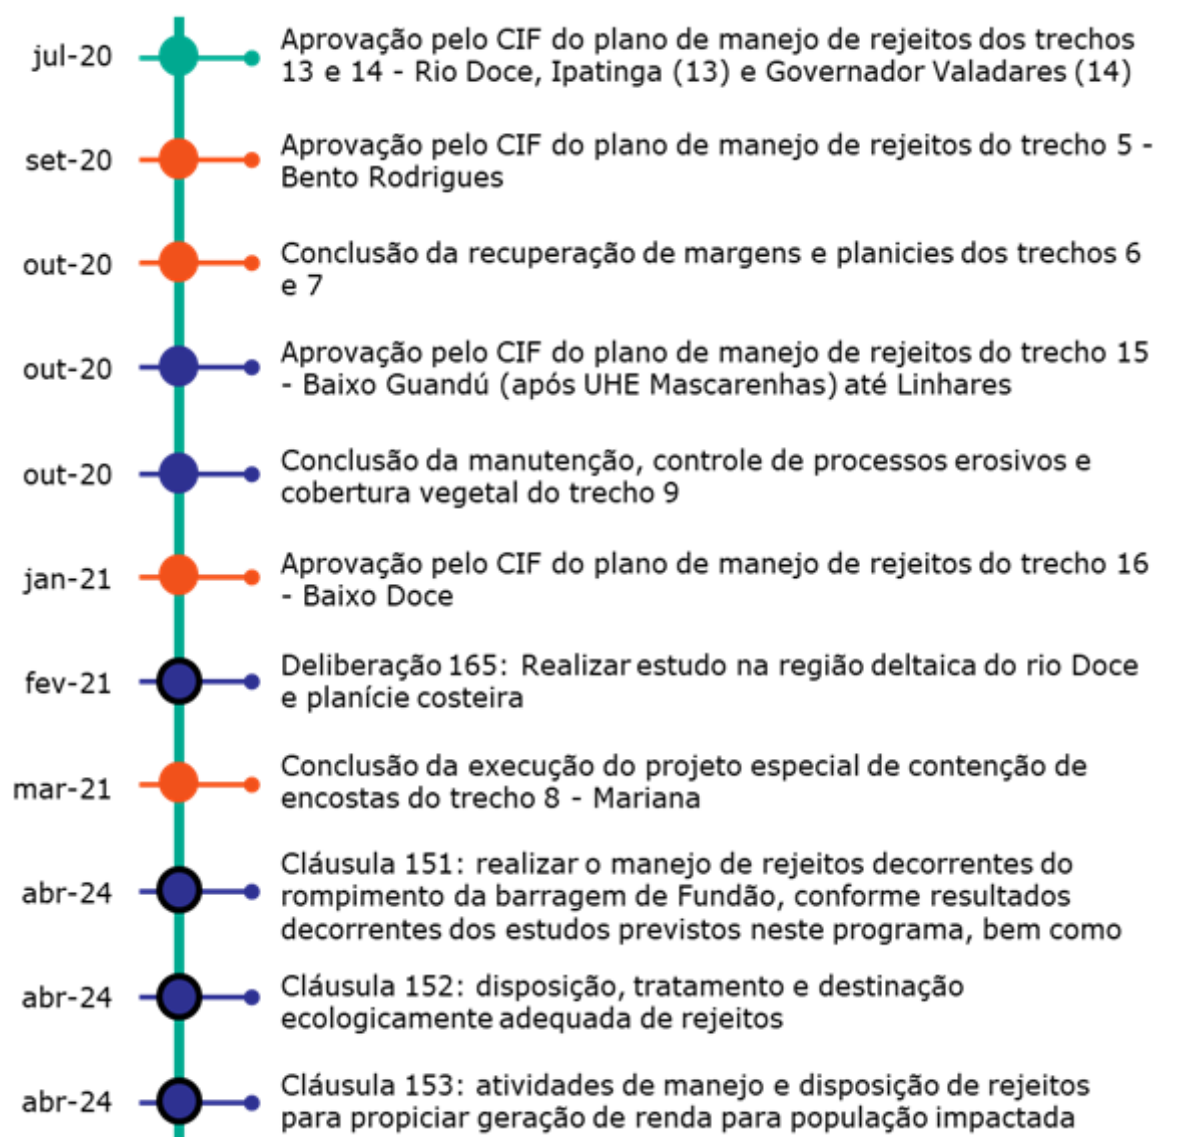 jul-20
Aprovação pelo CIF do plano de manejo de rejeitos dos trechos
13 e 14 - Rio Doce, Ipatinga (13) e Governador Valadares (14)
set-20
Aprovação pelo CIF do plano de manejo de rejeitos do trecho 5 -
Bento Rodrigues
out-20
Conclusão da recuperação de margens e planicies dos trechos 6
e 7
out-20
Aprovação pelo CIF do plano de manejo de rejeitos do trecho 15
- Baixo Guandú (após UHE Mascarenhas) até Linhares
out-20
Conclusão da manutenção, controle de processos erosivos e
cobertura vegetal do trecho 9
jan-21
Aprovação pelo CIF do plano de manejo de rejeitos do trecho 16
- Baixo Doce
fev-21
Deliberação 165: Realizar estudo na região deltaica do rio Doce
e planície costeira
mar-21
Conclusão da execução do projeto especial de contenção de
encostas do trecho 8 - Mariana
abr-24
Cláusula 151: realizar o manejo de rejeitos decorrentes do
rompimento da barragem de Fundão, conforme resultados
decorrentes dos estudos previstos neste programa, bem como
abr-24
Cláusula 152: disposição, tratamento e destinação
ecologicamente adequada de rejeitos
abr-24
Cláusula 153: atividades de manejo e disposição de rejeitos
para propiciar geração de renda para população impactada